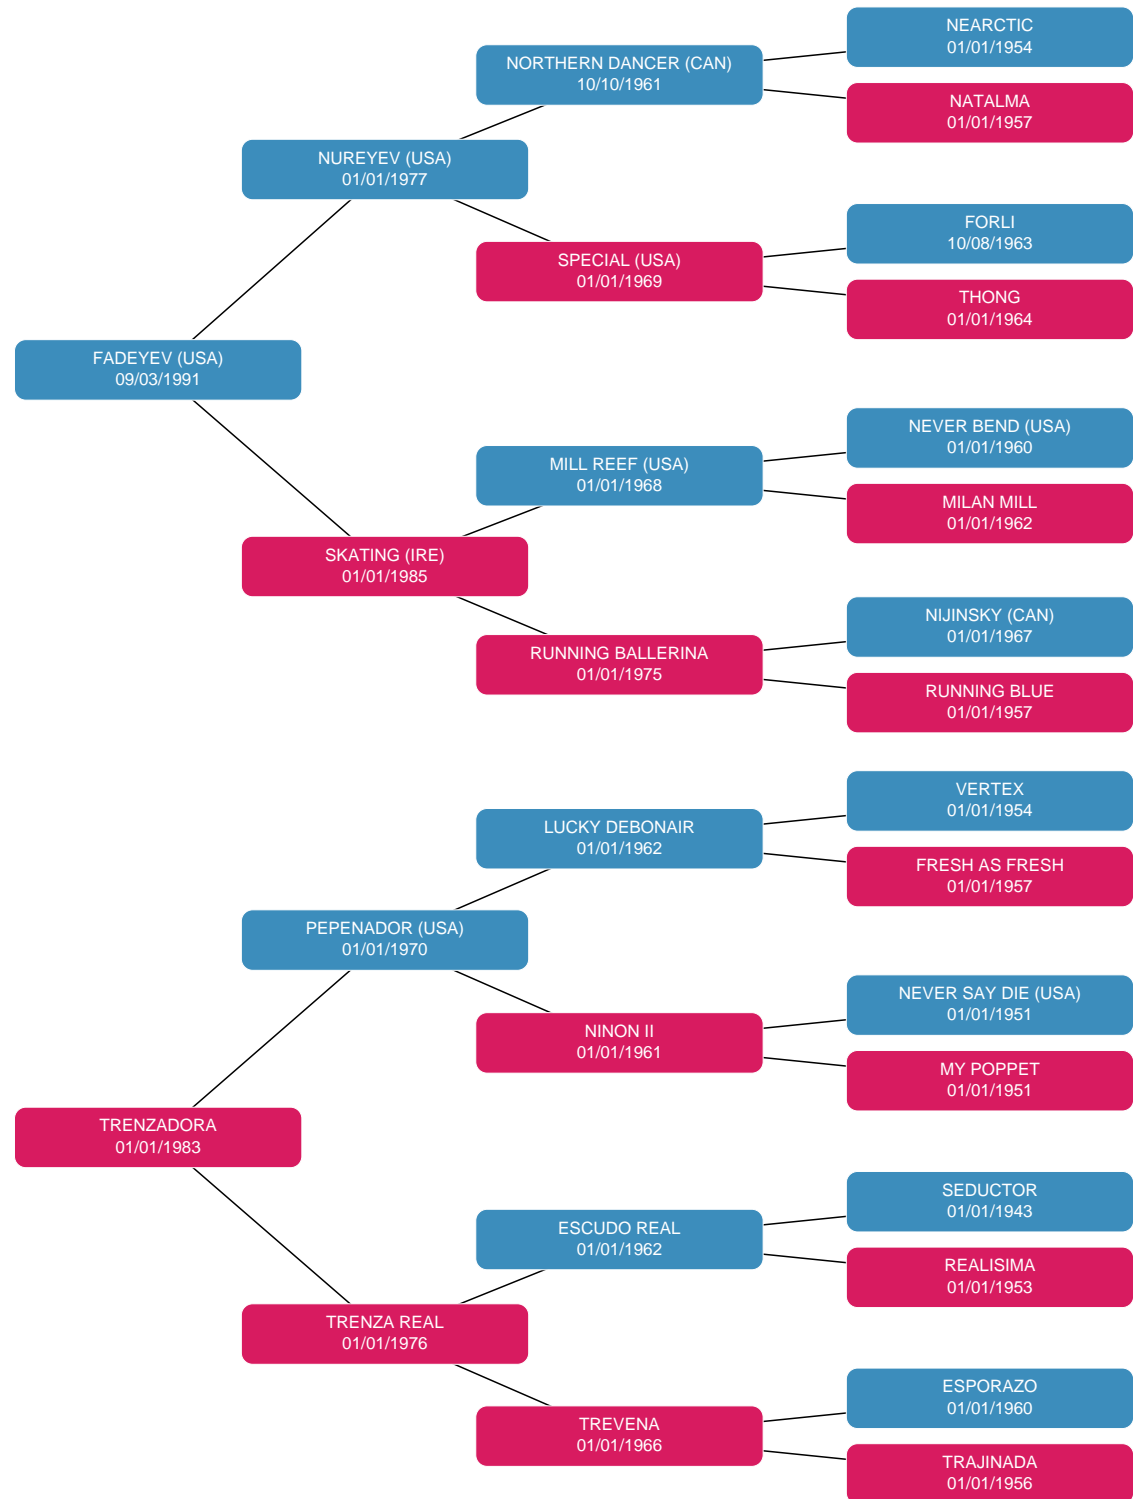 NEARCTIC
01/01/1954
NORTHERN DANCER (CAN)
10/10/1961
NATALMA
01/01/1957
NUREYEV (USA)
01/01/1977
FORLI
10/08/1963
SPECIAL (USA)
01/01/1969
THONG
01/01/1964
FADEYEV (USA)
09/03/1991
NEVER BEND (USA)
01/01/1960
MILL REEF (USA)
01/01/1968
MILAN MILL
01/01/1962
SKATING (IRE)
01/01/1985
NIJINSKY (CAN)
01/01/1967
RUNNING BALLERINA
01/01/1975
RUNNING BLUE
01/01/1957
VERTEX
01/01/1954
LUCKY DEBONAIR
01/01/1962
FRESH AS FRESH
01/01/1957
PEPENADOR (USA)
01/01/1970
NEVER SAY DIE (USA)
01/01/1951
NINON II
01/01/1961
MY POPPET
01/01/1951
TRENZADORA
01/01/1983
SEDUCTOR
01/01/1943
ESCUDO REAL
01/01/1962
REALISIMA
01/01/1953
TRENZA REAL
01/01/1976
ESPORAZO
01/01/1960
TREVENA
01/01/1966
TRAJINADA
01/01/1956